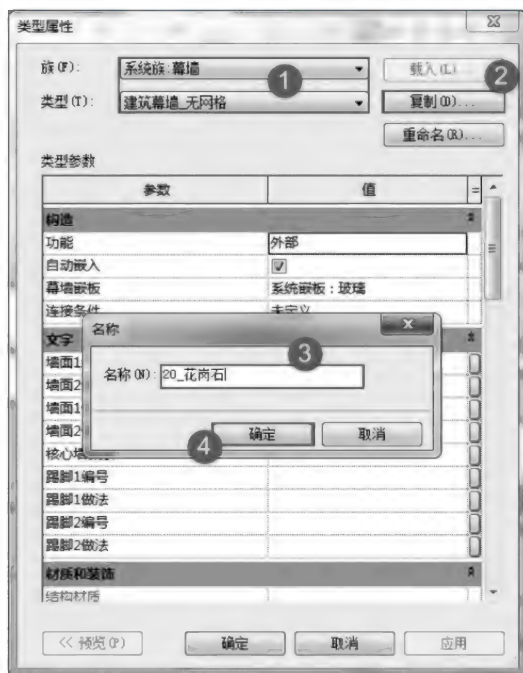 类型属性
族(F): 系统族:幕墙 载入(L)...
类型(T): 建筑幕墙_无网格 复制(D)...
重命名(R)...
类型参数
参数 值 =
构造
功能 外部
自动嵌入
幕墙嵌板 系统嵌板:玻璃
连接条件 未定义
文字
墙面1
墙面2
墙面1
墙面2
踢脚1编号
踢脚1做法
踢脚2编号
踢脚2做法
材质和装饰
结构材质
名称
名称(N): 20_花岗石
确定 取消
<< 预览(P) 确定 取消 应用
1
2
3
4